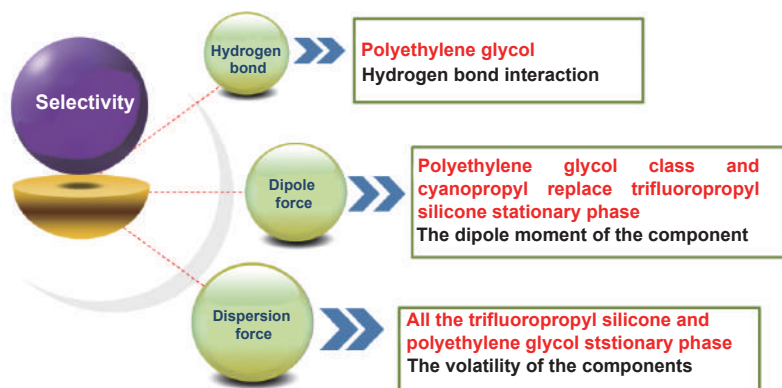 Selectivity
Hydrogen
bond
Polyethylene glycol
Hydrogen bond interaction
Dipole
force
Polyethylene glycol class and
cyanopropyl replace trifluoropropyl
silicone stationary phase
The dipole moment of the component
Dispersion
force
All the trifluoropropyl silicone and
polyethylene glycol ststionary phase
The volatility of the components